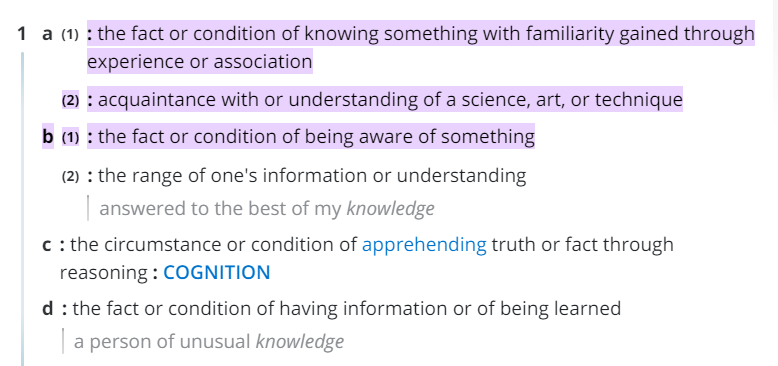 1 a (1) : the fact or condition of knowing something with familiarity gained through
experience or association
(2) : acquaintance with or understanding of a science, art, or technique
b (1) : the fact or condition of being aware of something
(2) : the range of one's information or understanding
answered to the best of my knowledge
c : the circumstance or condition of apprehending truth or fact through
reasoning : COGNITION
d : the fact or condition of having information or of being learned
a person of unusual knowledge